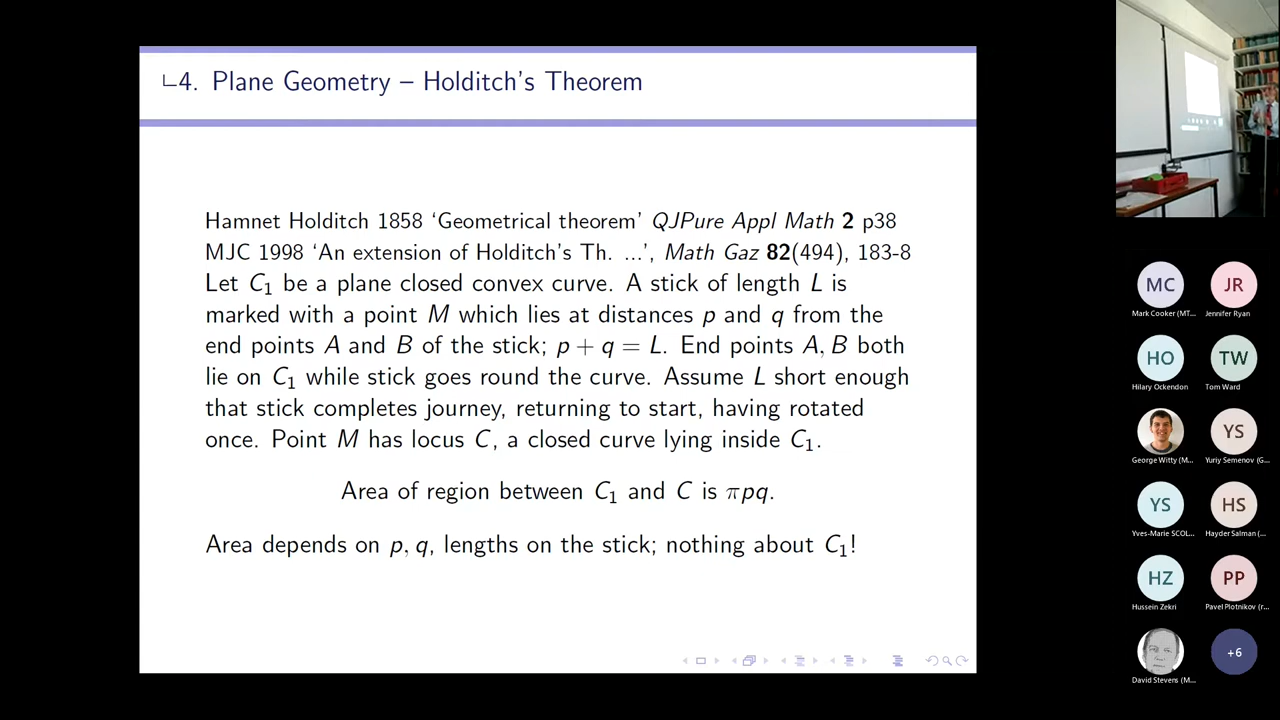 4. Plane Geometry – Holditch's Theorem
Hamnet Holditch 1858 ‘Geometrical theorem’ QJPure Appl Math 2 p38
MJC 1998 ‘An extension of Holditch's Th. ...’, Math Gaz 82(494), 183-8
Let C₁ be a plane closed convex curve. A stick of length L is
marked with a point M which lies at distances p and q from the
end points A and B of the stick; p + q = L. End points A, B both
lie on C₁ while stick goes round the curve. Assume L short enough
that stick completes journey, returning to start, having rotated
once. Point M has locus C, a closed curve lying inside C₁.
Area of region between C₁ and C is πpq.
Area depends on p, q, lengths on the stick; nothing about C₁!
MC
JR
Mark Cooker (MT...
Jennifer Ryan
HO
TW
Hilary Ockendon
Tom Ward
YS
George Witty (M...
Yuriy Semenov (G...
YS
HS
Yves-Marie SCOL...
Hayder Salman (...
HZ
PP
Hussein Zekri
Pavel Plotnikov (r...
+6
David Stevens (M...